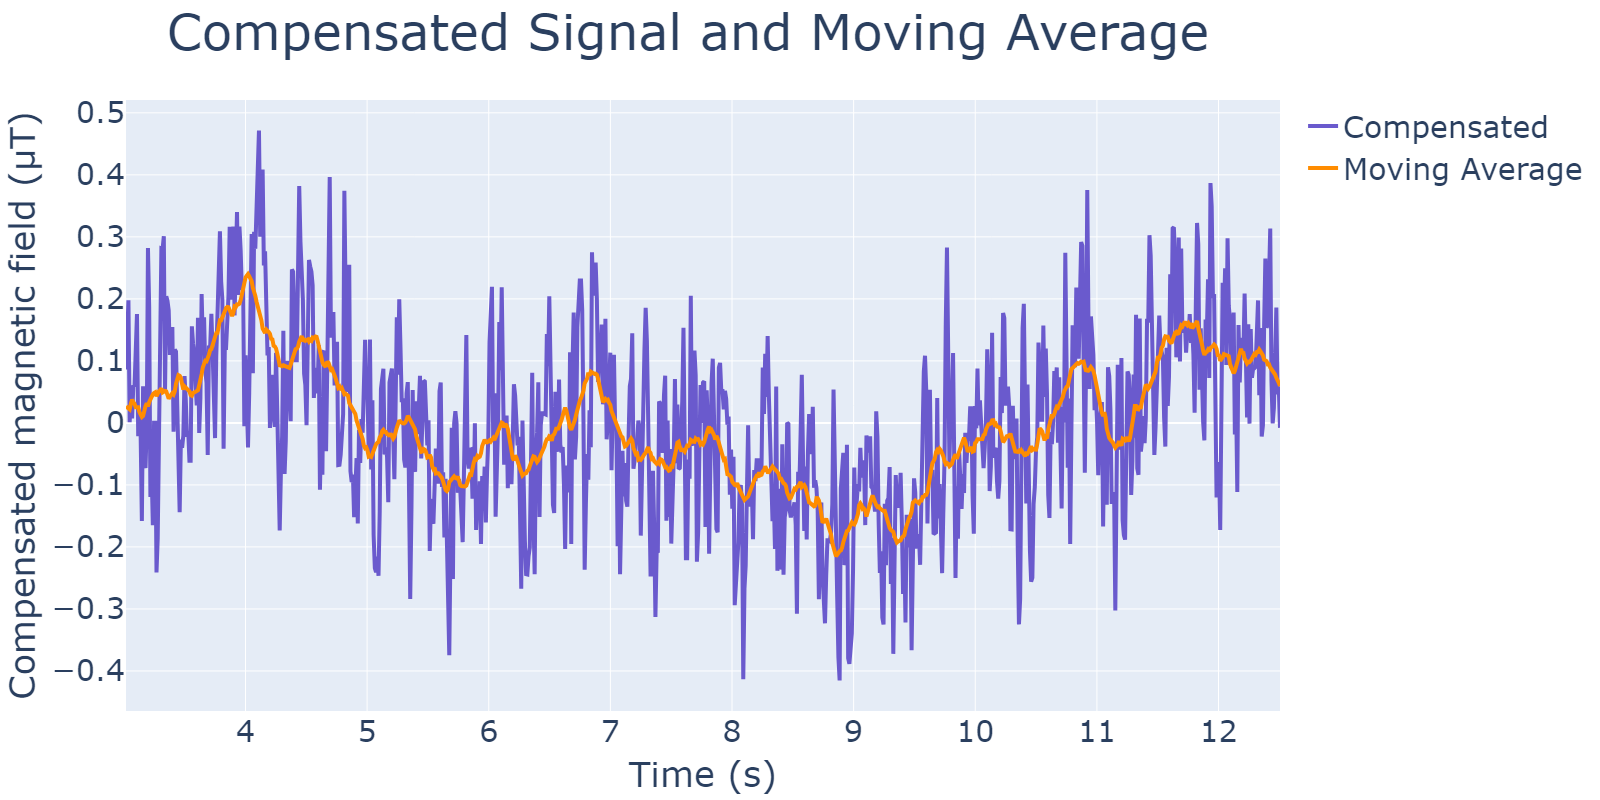 Compensated Signal and Moving Average
Compensated magnetic field (μT)
0.5
0.4
0.3
0.2
0.1
0
−0.1
−0.2
−0.3
−0.4
4 5 6 7 8 9 10 11 12
Time (s)
Compensated
Moving Average